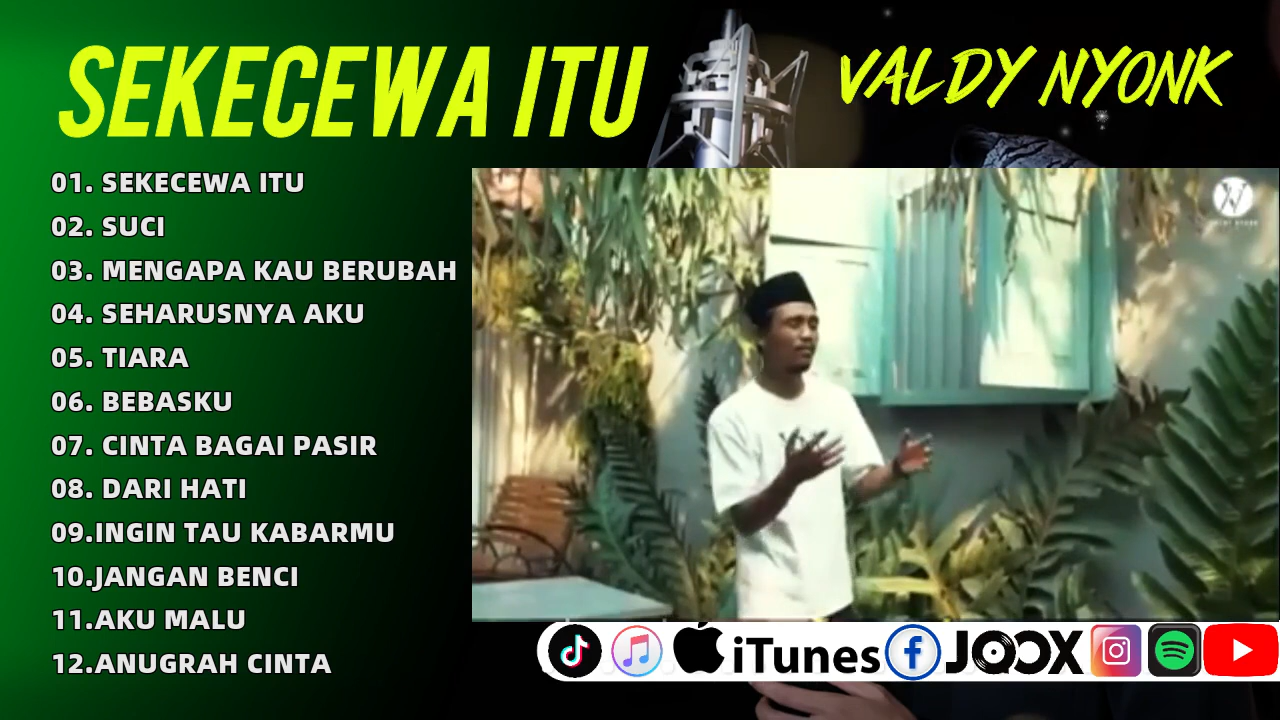 SEKECEWA ITU
VALDY NYONK
01. SEKECEWA ITU
02. SUCI
03. MENGAPA KAU BERUBAH
04. SEHARUSNYA AKU
05. TIARA
06. BEBASKU
07. CINTA BAGAI PASIR
08. DARI HATI
09.INGIN TAU KABARMU
10.JANGAN BENCI
11.AKU MALU
12.ANUGRAH CINTA
iTunes
JOOX